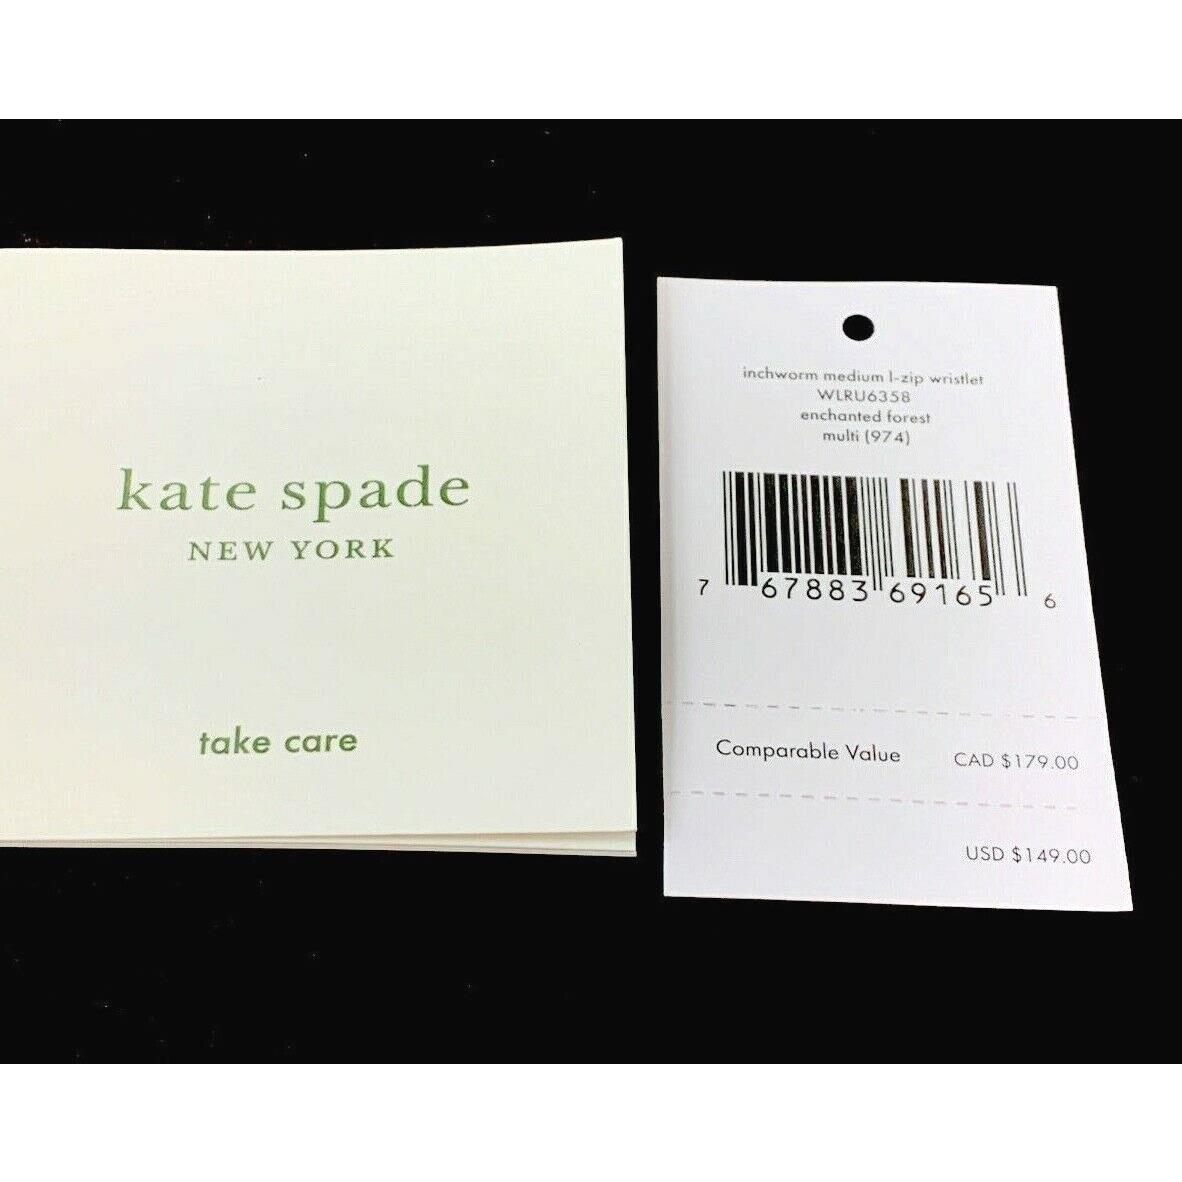 kate spade
NEW YORK
take care
inchworm medium l-zip wristlet
WLRU6358
enchanted forest
multi (974)
7 67883 69165 6
Comparable Value CAD $179.00
USD $149.00